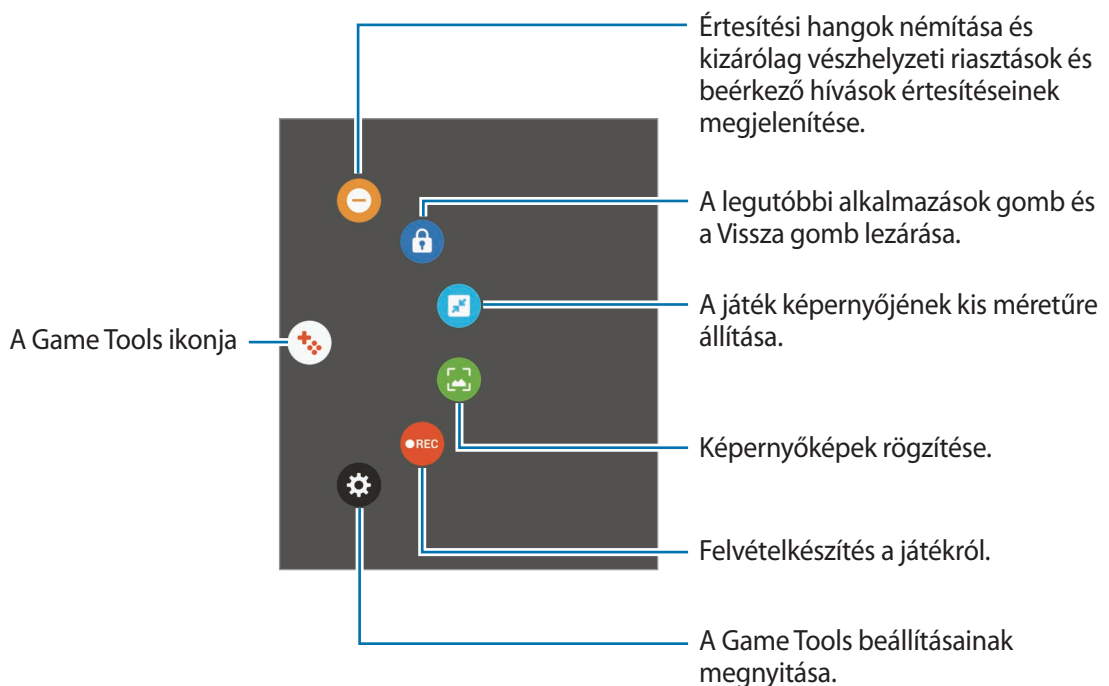 Értesítési hangok némítása és
kizárólag vészhelyzeti riasztások és
beérkező hívások értesítéseinek
megjelenítése.
A legutóbbi alkalmazások gomb és
a Vissza gomb lezárása.
A játék képernyőjének kis méretűre
állítása.
A Game Tools ikonja
Képernyőképek rögzítése.
REC
Felvételkészítés a játékról.
A Game Tools beállításainak
megnyitása.